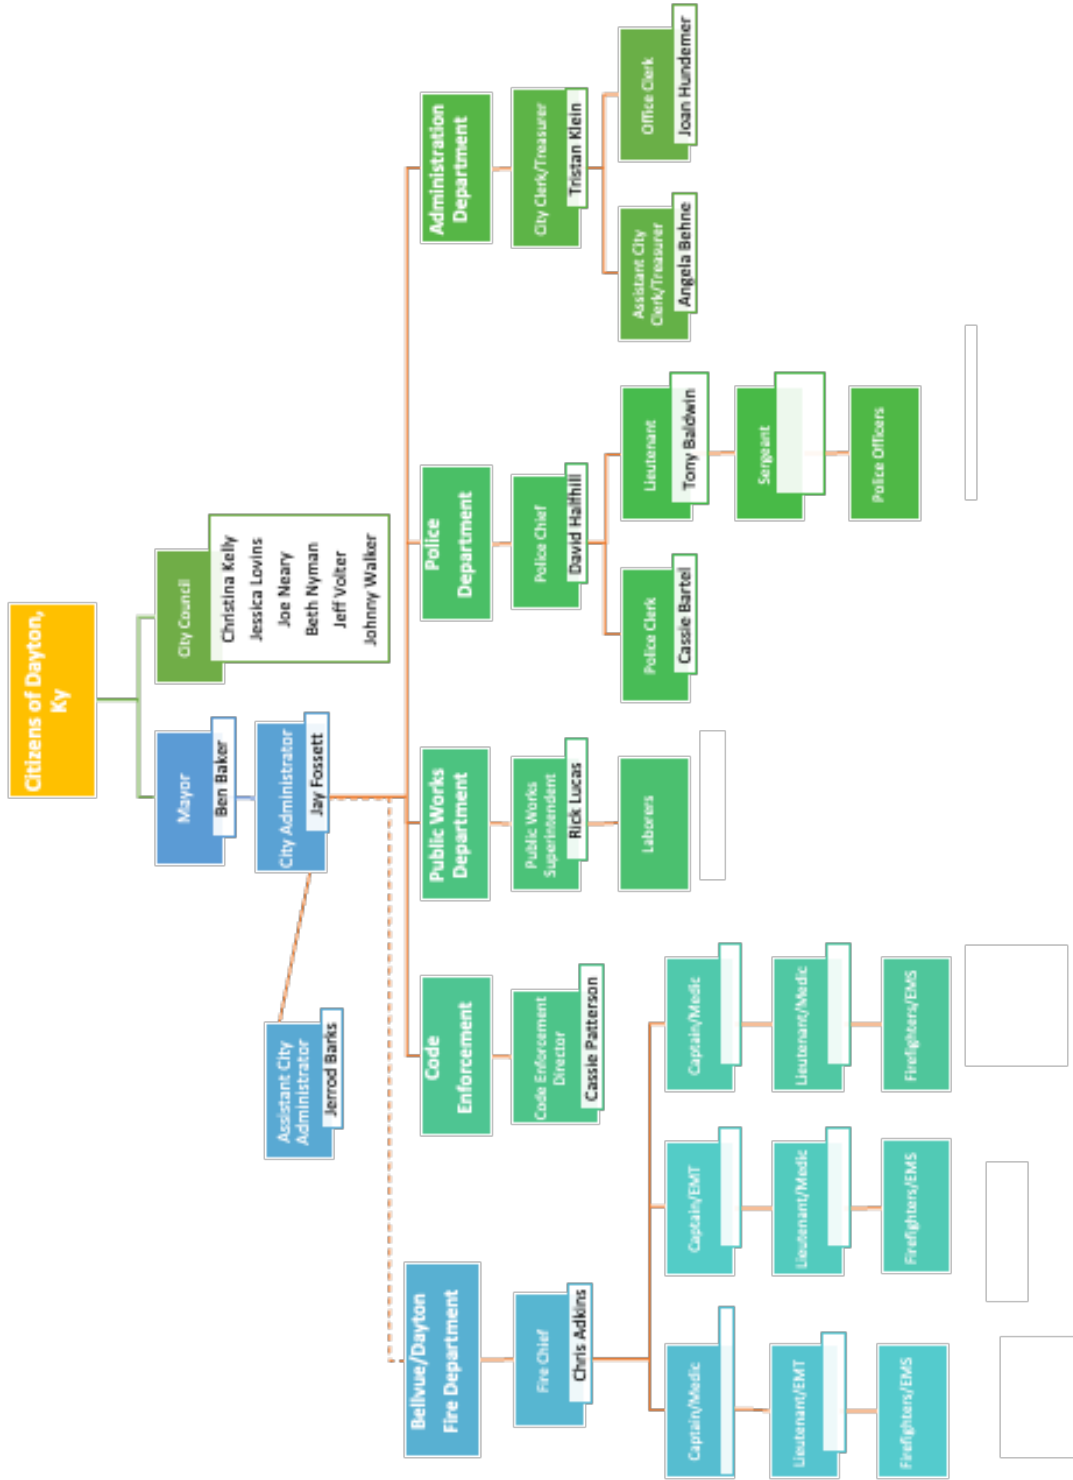 Citizens of Dayton,
Ky
Mayor
Ben Baker
City Council
Christina Kelly
Jessica Lovins
Joe Neary
Beth Nyman
Jeff Volter
Johnny Walker
City Administrator
Jay Fossett
Assistant City
Administrator
Jerrod Barks
Bellvue/Dayton
Fire Department
Fire Chief
Chris Adkins
Captain/Medic
Lieutenant/EMT
Firefighters/EMS
Captain/EMT
Lieutenant/Medic
Firefighters/EMS
Captain/Medic
Lieutenant/Medic
Firefighters/EMS
Code
Enforcement
Code Enforcement
Director
Cassie Patterson
Public Works
Department
Public Works
Superintendent
Rick Lucas
Laborers
Police
Department
Police Chief
David Halfhill
Police Clerk
Cassie Bartel
Lieutenant
Tony Baldwin
Sergeant
Police Officers
Administration
Department
City Clerk/Treasurer
Tristan Klein
Assistant City
Clerk/Treasurer
Angela Behne
Office Clerk
Joan Hundemer